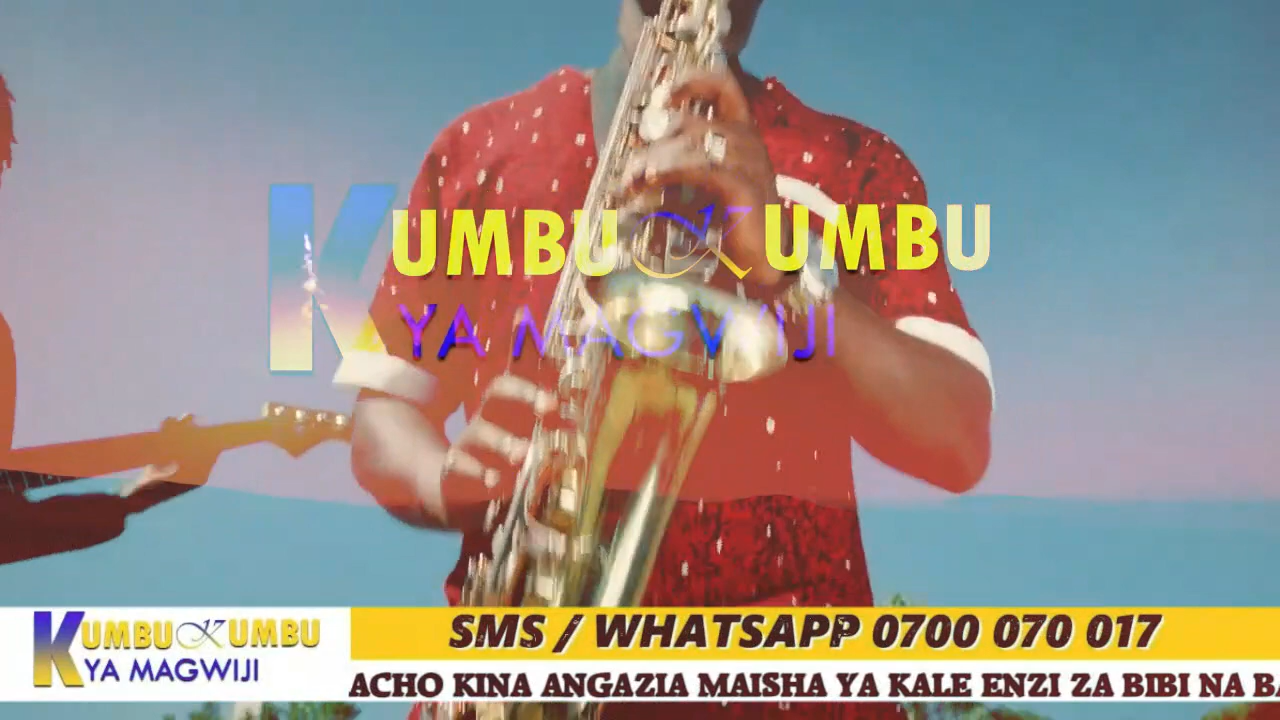 KUMBUKUMBU
YA MAGWIJI
KUMBUKUMBU
YA MAGWIJI
SMS / WHATSAPP 0700 070 017
ACHO KINA ANGAZIA MAISHA YA KALE ENZI ZA BIBI NA